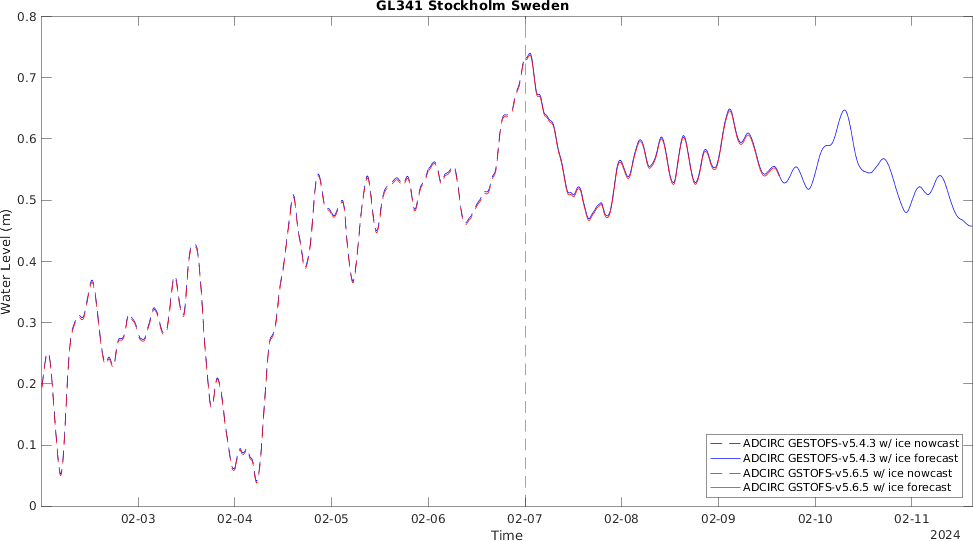 GL341 Stockholm Sweden
0.8
0.7
0.6
0.5
0.4
0.3
0.2
0.1
0
Water Level (m)
02-03 02-04 02-05 02-06 02-07 02-08 02-09 02-10 02-11
Time
2024
ADCIRC GESTOFS-v5.4.3 w/ ice nowcast
ADCIRC GESTOFS-v5.4.3 w/ ice forecast
ADCIRC GSTOFS-v5.6.5 w/ ice nowcast
ADCIRC GSTOFS-v5.6.5 w/ ice forecast